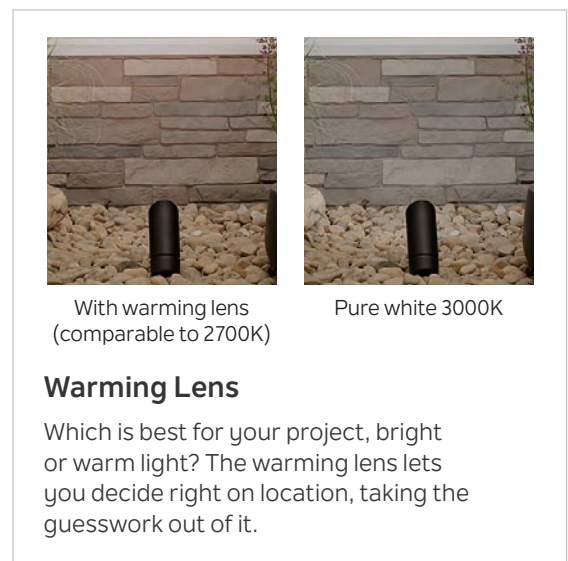 With warming lens
(comparable to 2700K)
Pure white 3000K
Warming Lens
Which is best for your project, bright
or warm light? The warming lens lets
you decide right on location, taking the
guesswork out of it.